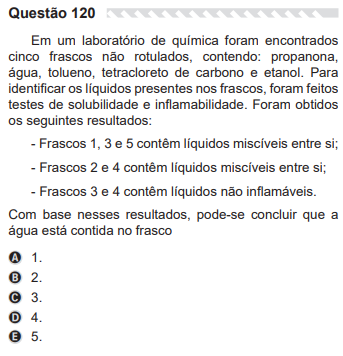 Questão 120
Em um laboratório de química foram encontrados
cinco frascos não rotulados, contendo: propanona,
água, tolueno, tetracloreto de carbono e etanol. Para
identificar os líquidos presentes nos frascos, foram feitos
testes de solubilidade e inflamabilidade. Foram obtidos
os seguintes resultados:
- Frascos 1, 3 e 5 contêm líquidos miscíveis entre si;
- Frascos 2 e 4 contêm líquidos miscíveis entre si;
- Frascos 3 e 4 contêm líquidos não inflamáveis.
Com base nesses resultados, pode-se concluir que a
água está contida no frasco
A 1.
B 2.
C 3.
D 4.
E 5.